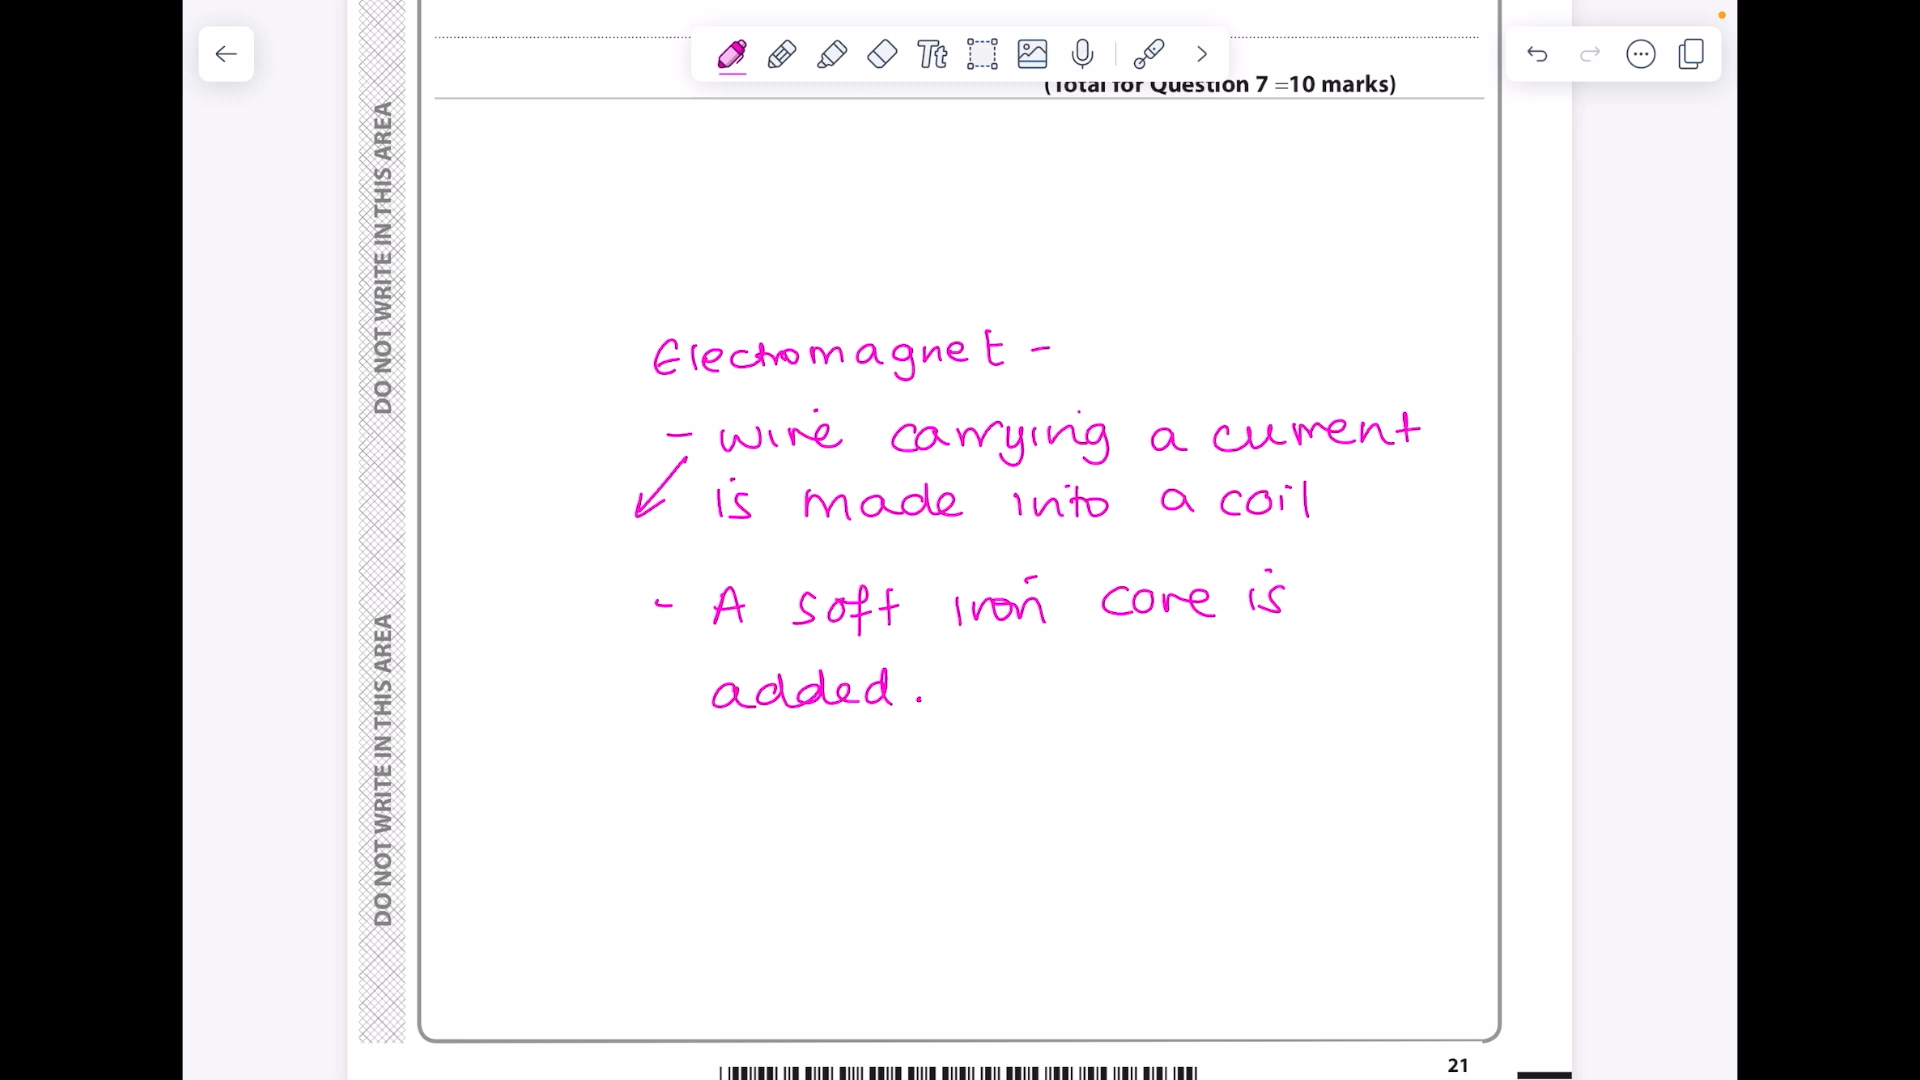 Tt
(Total for Question 7 =10 marks)
DO NOT WRITE IN THIS AREA
DO NOT WRITE IN THIS AREA
Electromagnet -
- wire carrying a current
is made into a coil
- A soft iron core is
added.
21